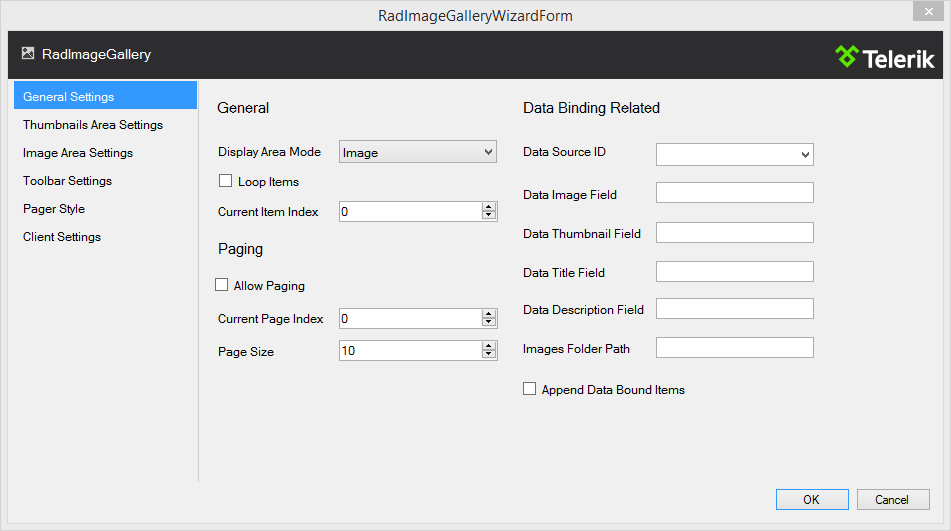 RadImageGalleryWizardForm
RadImageGallery
Telerik
General Settings
Thumbnails Area Settings
Image Area Settings
Toolbar Settings
Pager Style
Client Settings
General
Display Area Mode Image
Loop Items
Current Item Index 0
Paging
Allow Paging
Current Page Index 0
Page Size 10
Data Binding Related
Data Source ID
Data Image Field
Data Thumbnail Field
Data Title Field
Data Description Field
Images Folder Path
Append Data Bound Items
OK Cancel